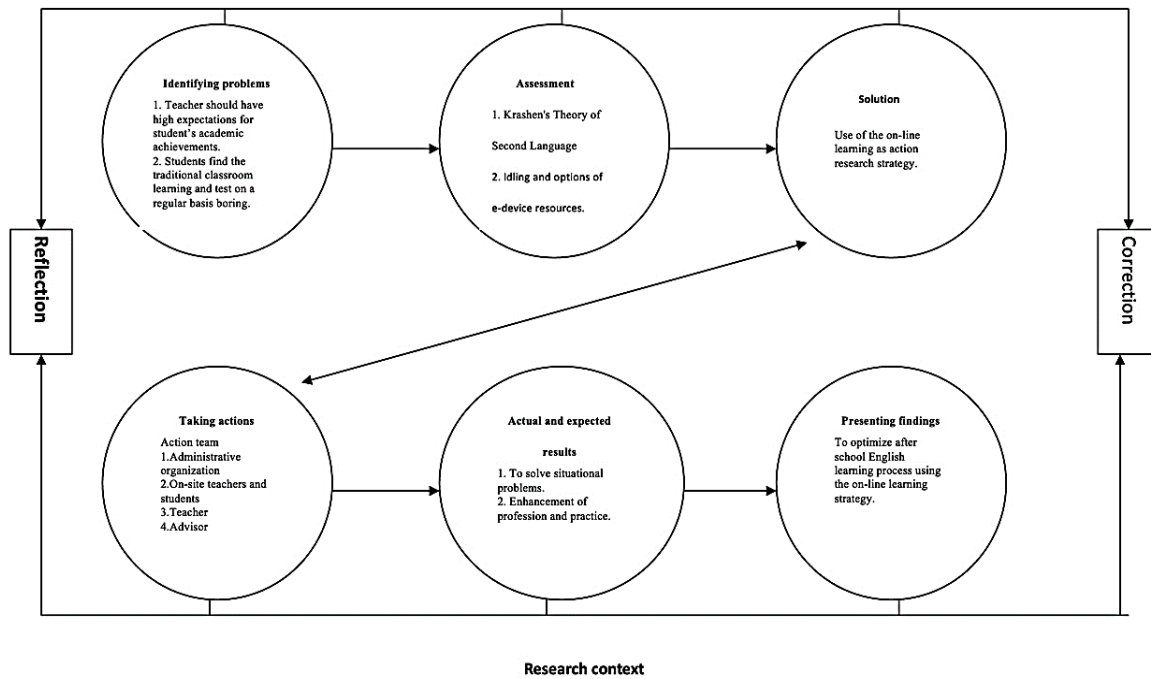 Identifying problems
1. Teacher should have
high expectations for
student's academic
achievements.
2. Students find the
traditional classroom
learning and test on a
regular basis boring.
Assessment
1. Krashen's Theory of
Second Language
2. Idling and options of
e-device resources.
Solution
Use of the on-line
learning as action
research strategy.
Reflection
Correction
Taking actions
Action team
1.Administrative
organization
2.On-site teachers and
students
3.Teacher
4.Advisor
Actual and expected
results
1. To solve situational
problems.
2. Enhancement of
profession and practice.
Presenting findings
To optimize after
school English
learning process using
the on-line learning
strategy.
Research context